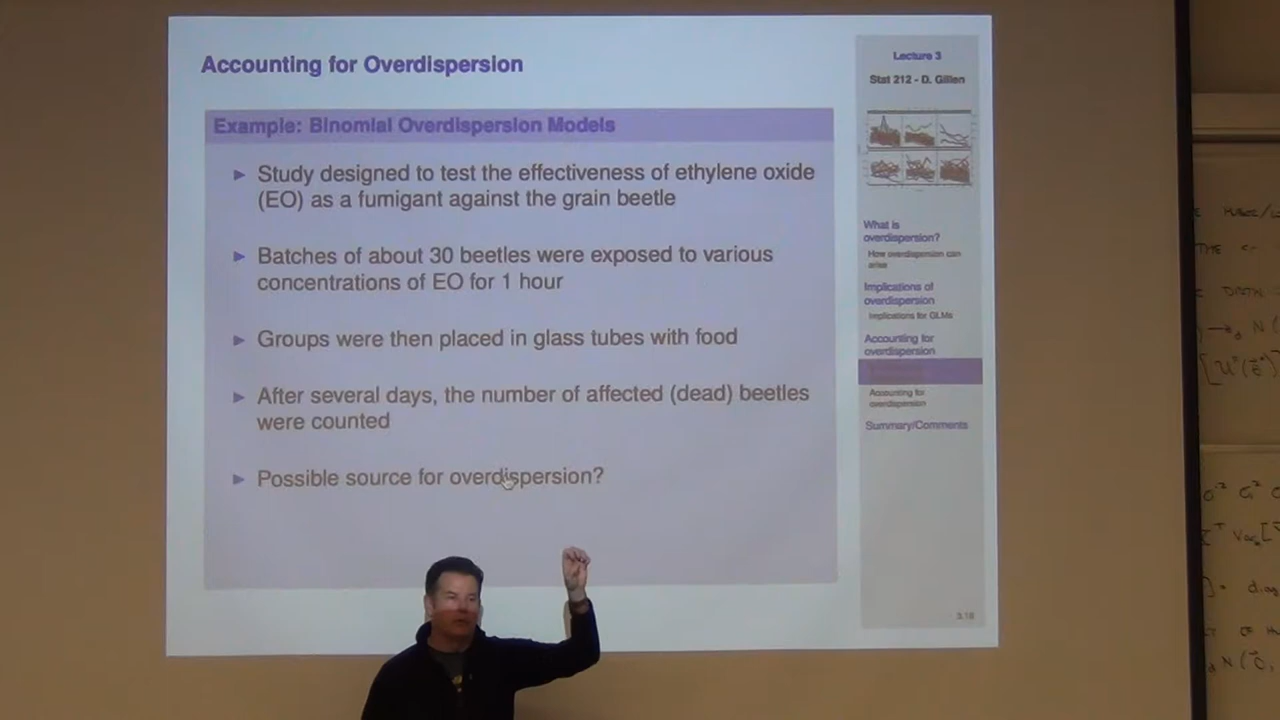 Accounting for Overdispersion
Example: Binomial Overdispersion Models
Study designed to test the effectiveness of ethylene oxide
(EO) as a fumigant against the grain beetle
Batches of about 30 beetles were exposed to various
concentrations of EO for 1 hour
Groups were then placed in glass tubes with food
After several days, the number of affected (dead) beetles
were counted
Possible source for overdispersion?
Lecture 3
Stat 212 - D. Gillen
What is
overdispersion?
How overdispersion can
arise
Implications of
overdispersion
Implications for GLMs
Accounting for
overdispersion
Accounting for
overdispersion
Summary/Comments
THE